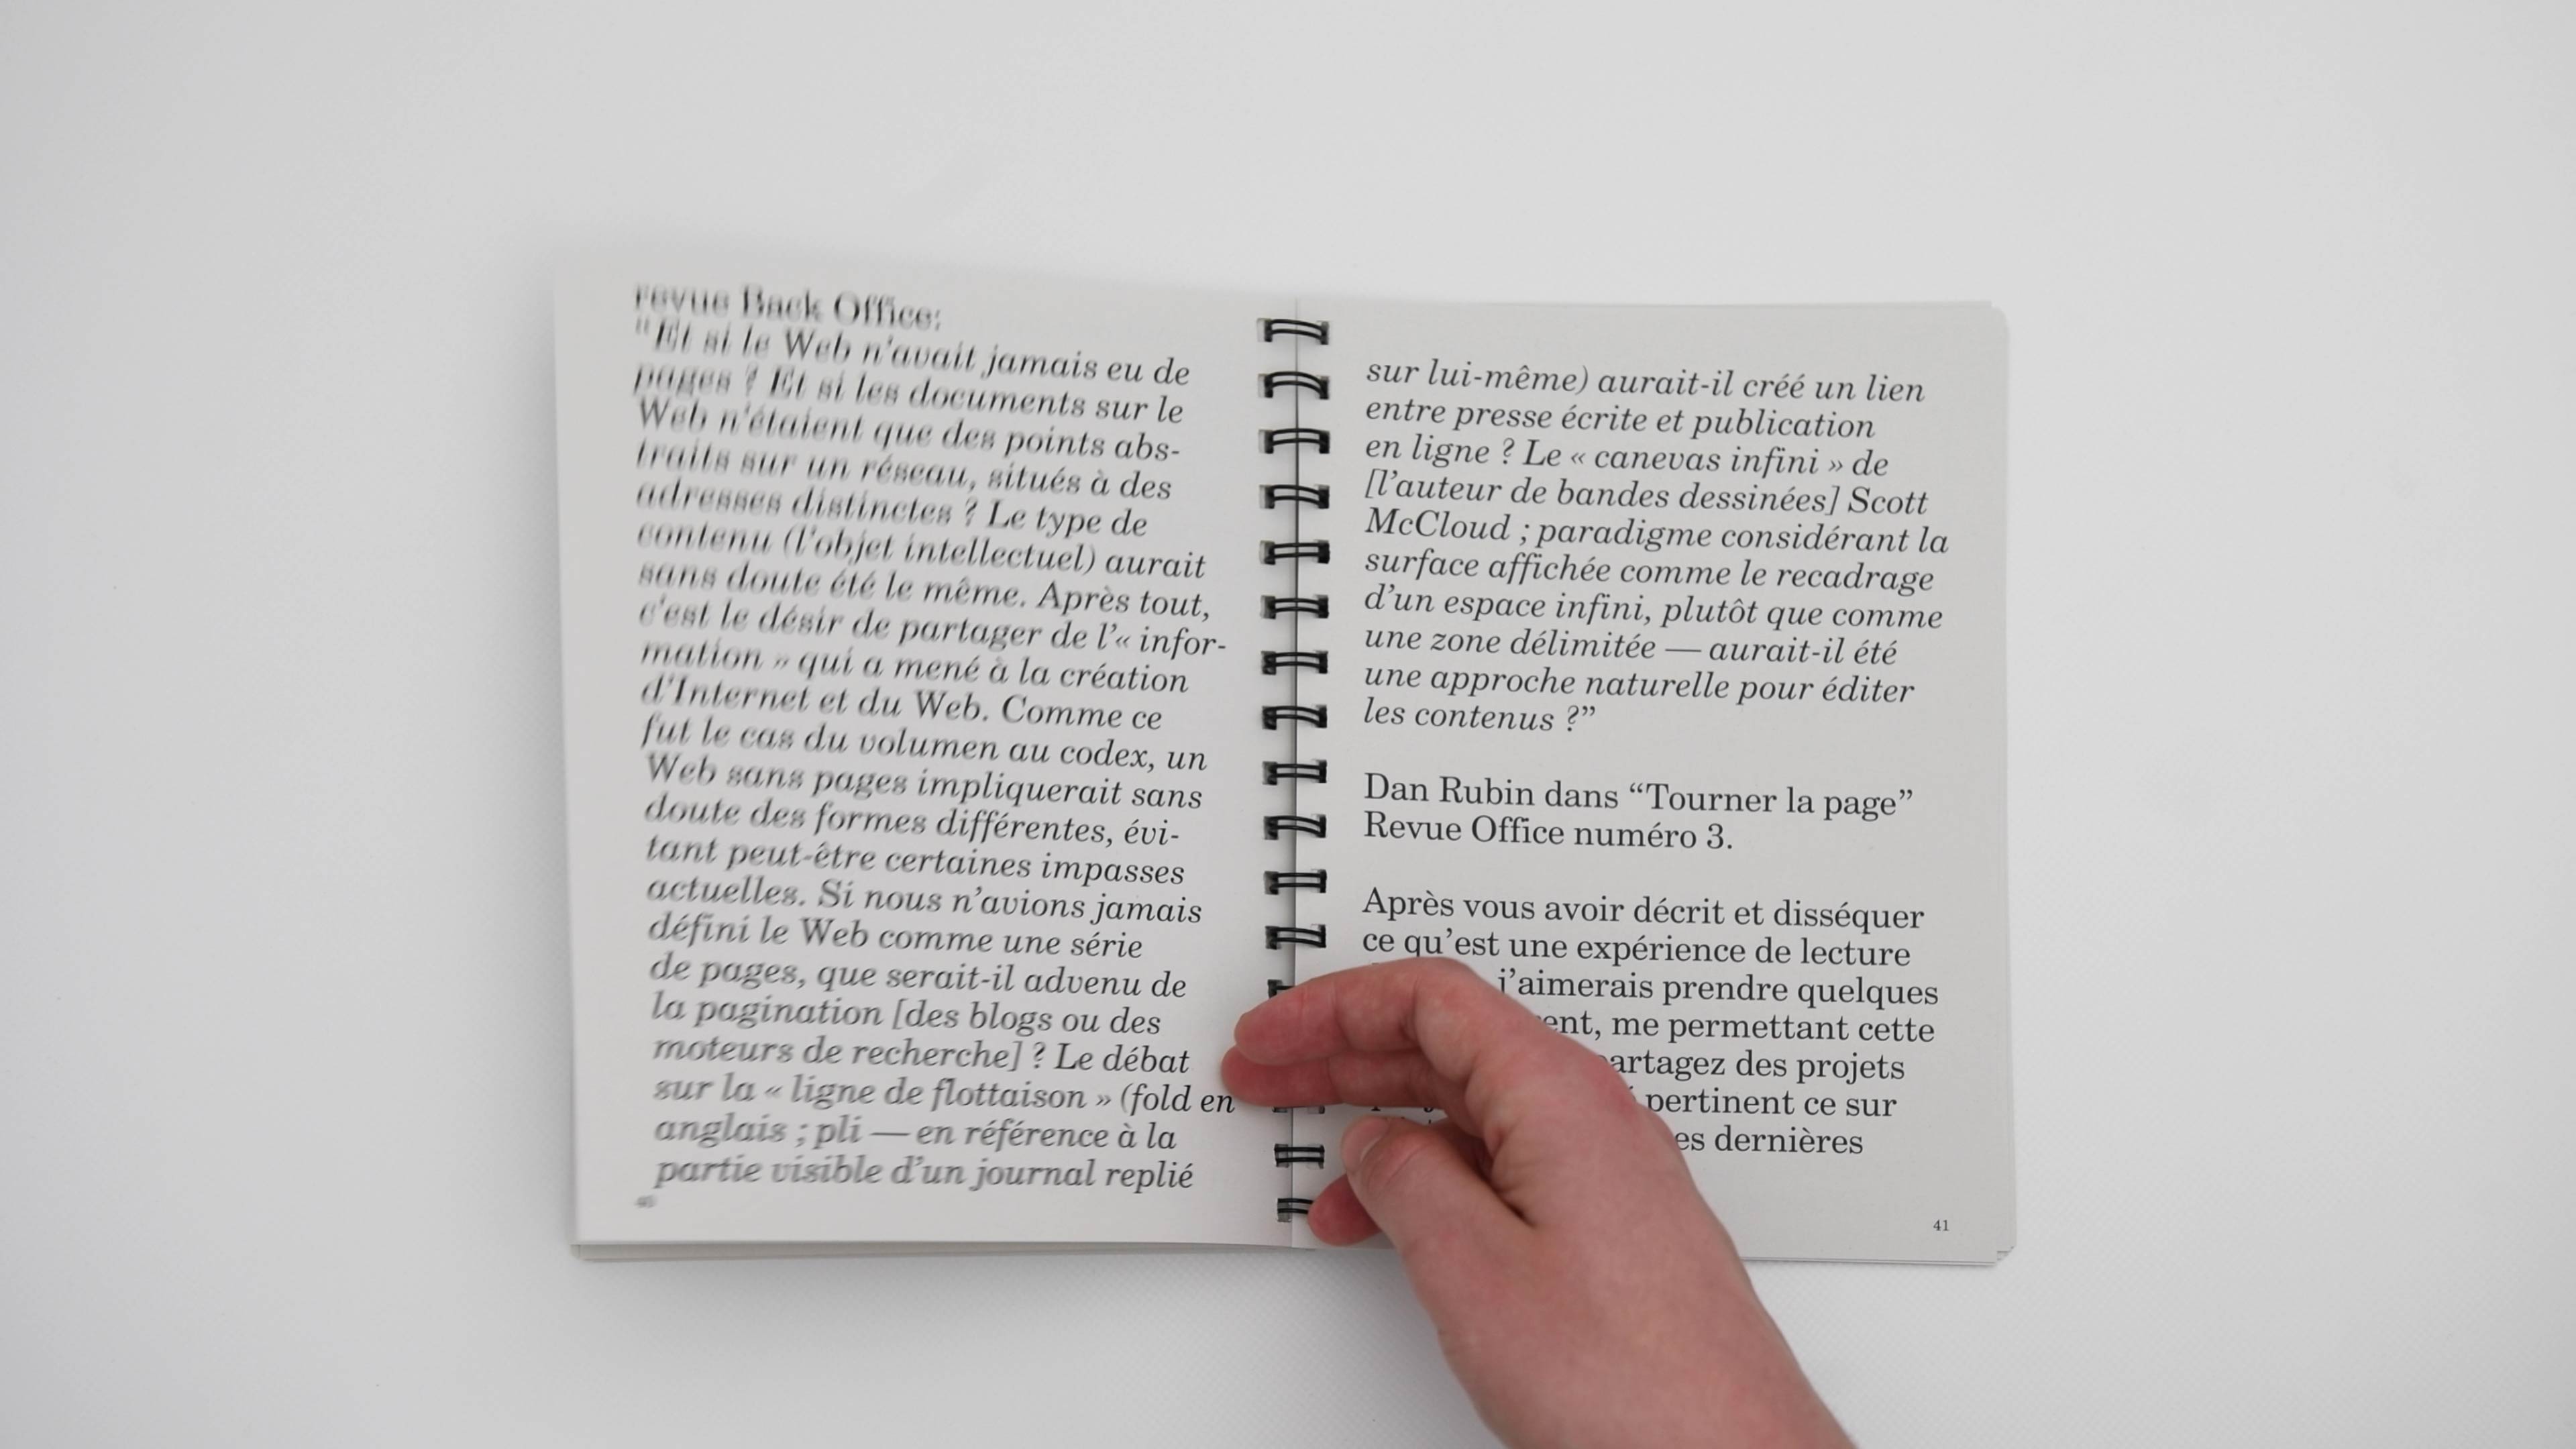 revue Back Office:
"Et si le Web n'avait jamais eu de
pages ? Et si les documents sur le
Web n'étaient que des points abs-
traits sur un réseau, situés à des
adresses distinctes ? Le type de
contenu (l'objet intellectuel) aurait
sans doute été le même. Après tout,
c'est le désir de partager de l'« infor-
mation » qui a mené à la création
d'Internet et du Web. Comme ce
fut le cas du volumen au codex, un
Web sans pages impliquerait sans
doute des formes différentes, évi-
tant peut-être certaines impasses
actuelles. Si nous n'avions jamais
défini le Web comme une série
de pages, que serait-il advenu de
la pagination [des blogs ou des
moteurs de recherche] ? Le débat
sur la « ligne de flottaison » (fold en
anglais ; pli — en référence à la
partie visible d'un journal replié
40
sur lui-même) aurait-il créé un lien
entre presse écrite et publication
en ligne ? Le « canevas infini » de
[l'auteur de bandes dessinées] Scott
McCloud ; paradigme considérant la
surface affichée comme le recadrage
d'un espace infini, plutôt que comme
une zone délimitée — aurait-il été
une approche naturelle pour éditer
les contenus ?”
Dan Rubin dans “Tourner la page”
Revue Office numéro 3.
Après vous avoir décrit et disséquer
ce qu'est une expérience de lecture
j'aimerais prendre quelques
me permettant cette
partagez des projets
pertinent ce sur
dernières
41